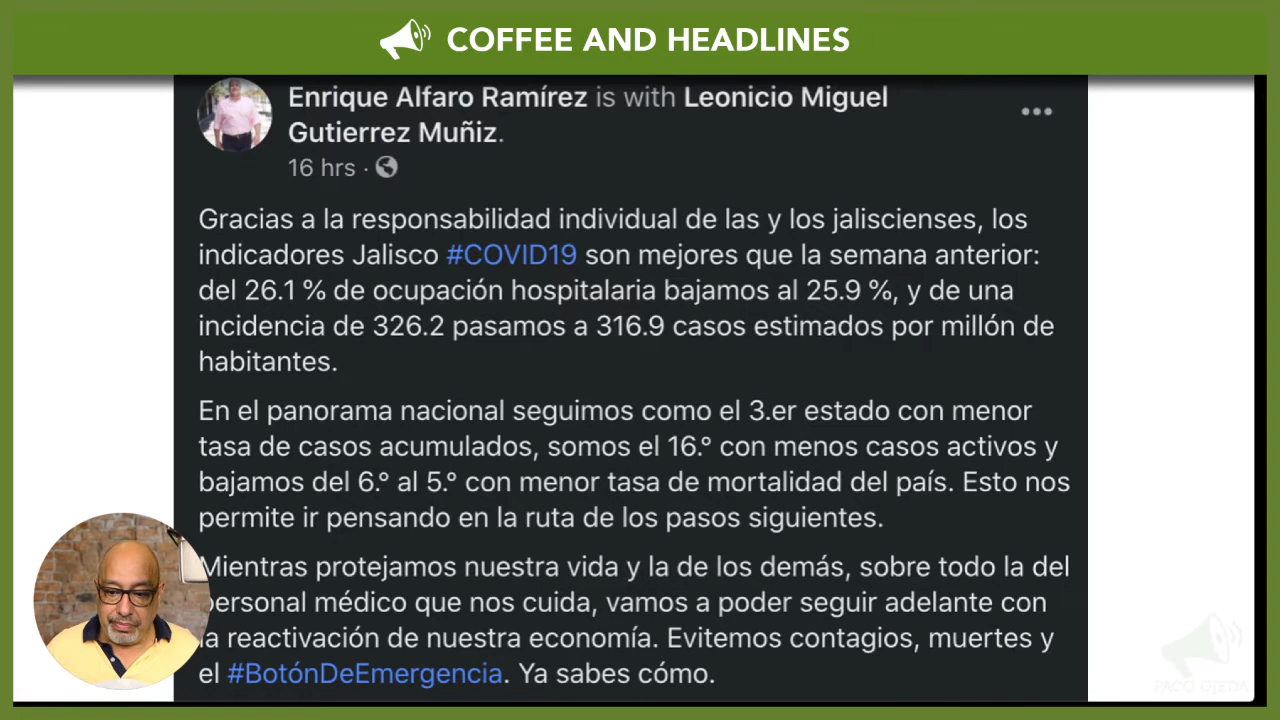 COFFEE AND HEADLINES
Enrique Alfaro Ramírez is with Leonicio Miguel
Gutierrez Muñiz.
16 hrs ·
Gracias a la responsabilidad individual de las y los jaliscienses, los
indicadores Jalisco #COVID19 son mejores que la semana anterior:
del 26.1 % de ocupación hospitalaria bajamos al 25.9 %, y de una
incidencia de 326.2 pasamos a 316.9 casos estimados por millón de
habitantes.
En el panorama nacional seguimos como el 3.er estado con menor
tasa de casos acumulados, somos el 16.º con menos casos activos y
bajamos del 6.º al 5.º con menor tasa de mortalidad del país. Esto nos
permite ir pensando en la ruta de los pasos siguientes.
Mientras protejamos nuestra vida y la de los demás, sobre todo la del
personal médico que nos cuida, vamos a poder seguir adelante con
la reactivación de nuestra economía. Evitemos contagios, muertes y
el #BotónDeEmergencia. Ya sabes cómo.
PACO OJEDA